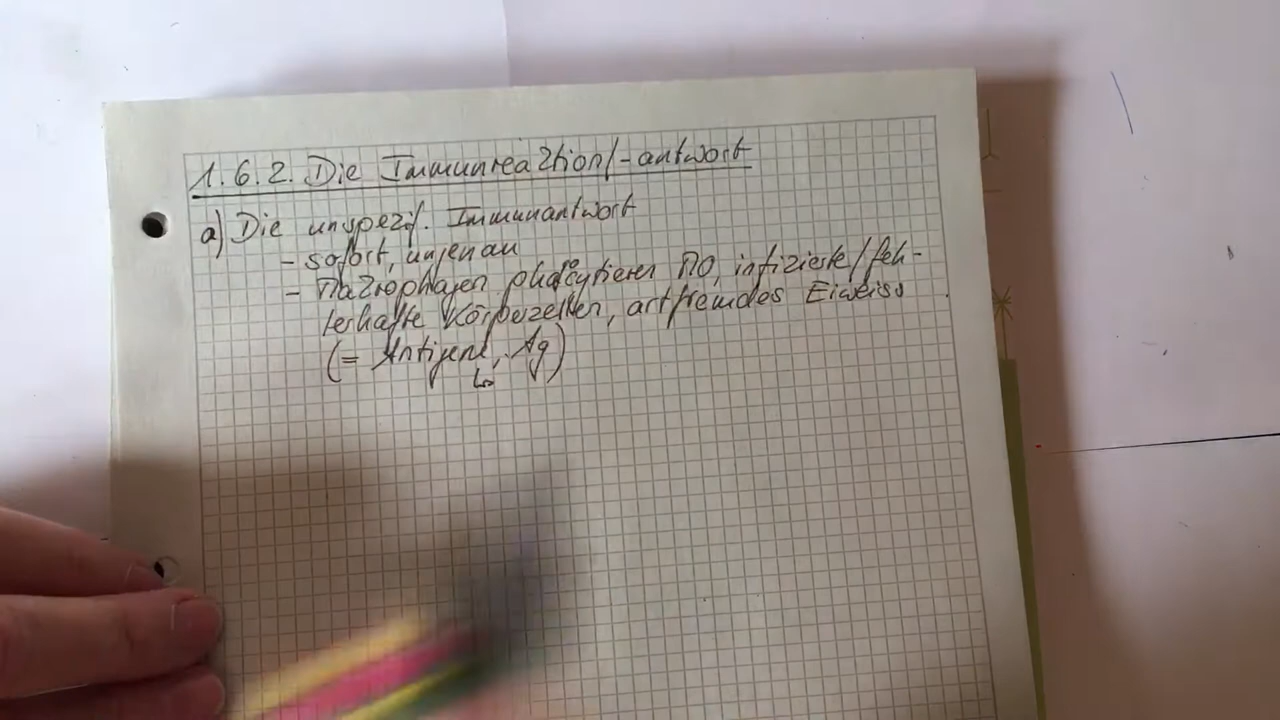 1.6.2. Die Immunreaktion/-antwort
a) Die unspezif. Immunantwort
- sofort, ungenau
- Makrophagen phagcytieren MO, infizierte/feh-
lerhafte Körperzellen, artfremdes Eiweiss
(= Antigene, Ag)